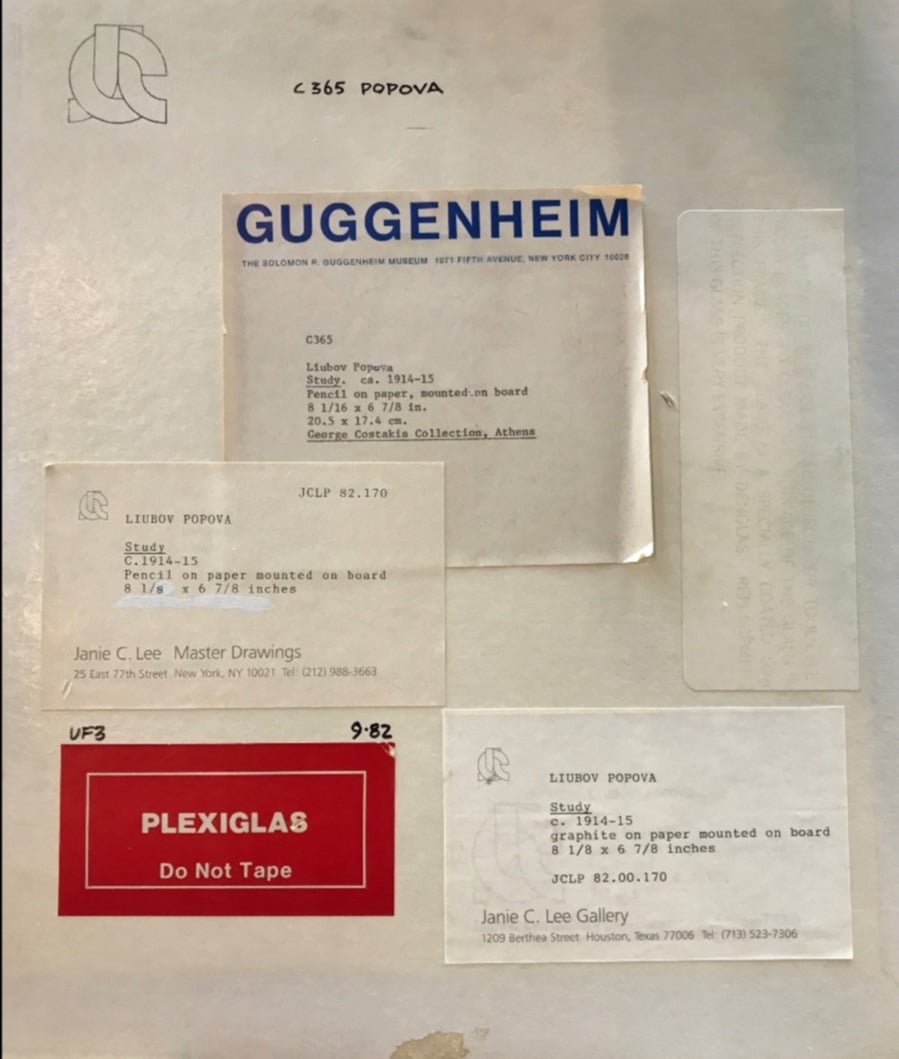 C365 POPOVA
GUGGENHEIM
THE SOLOMON R. GUGGENHEIM MUSEUM 1071 FIFTH AVENUE, NEW YORK CITY 10028
C365
Liubov Popova
Study. ca. 1914-15
Pencil on paper, mounted on board
8 1/16 x 6 7/8 in.
20.5 x 17.4 cm.
George Costakis Collection, Athens
JCLP 82.170
LIUBOV POPOVA
Study
C.1914-15
Pencil on paper mounted on board
8 1/8 x 6 7/8 inches
Janie C. Lee Master Drawings
25 East 77th Street New York, NY 10021 Tel: (212) 988-3663
UF3 9.82
PLEXIGLAS
Do Not Tape
LIUBOV POPOVA
Study
c. 1914-15
graphite on paper mounted on board
8 1/8 x 6 7/8 inches
JCLP 82.00.170
Janie C. Lee Gallery
1209 Berthea Street Houston, Texas 77006 Tel: (713) 523-7306